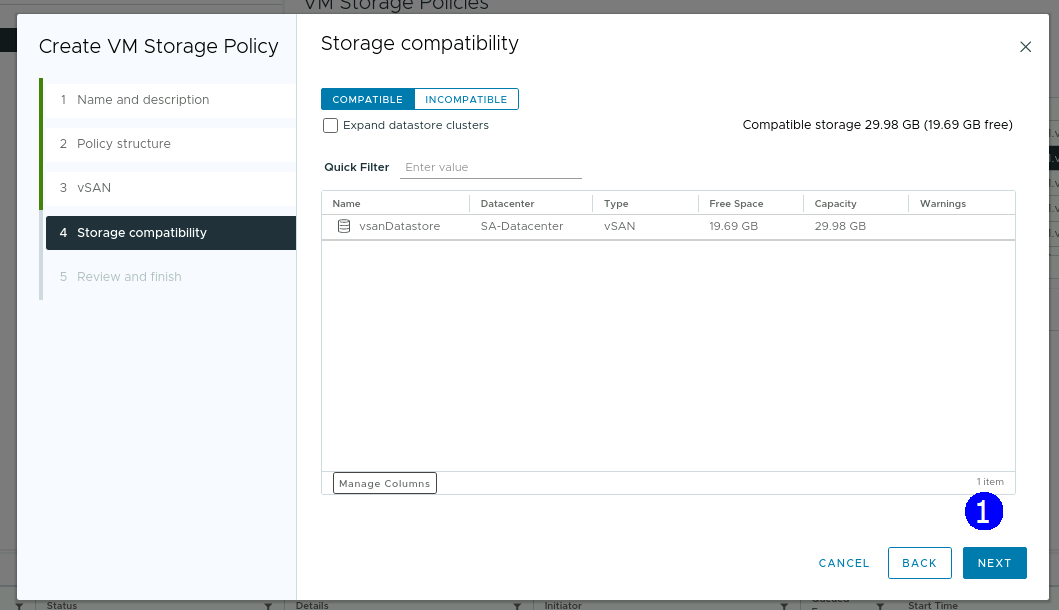 VM Storage Policies
Create VM Storage Policy
1 Name and description
2 Policy structure
3 vSAN
4 Storage compatibility
5 Review and finish
Storage compatibility
COMPATIBLE INCOMPATIBLE
Expand datastore clusters
Compatible storage 29.98 GB (19.69 GB free)
Quick Filter Enter value
Name Datacenter Type Free Space Capacity Warnings
vsanDatastore SA-Datacenter vSAN 19.69 GB 29.98 GB
Manage Columns
1 item
1
CANCEL BACK NEXT
Status Details Initiator Queued Start Time